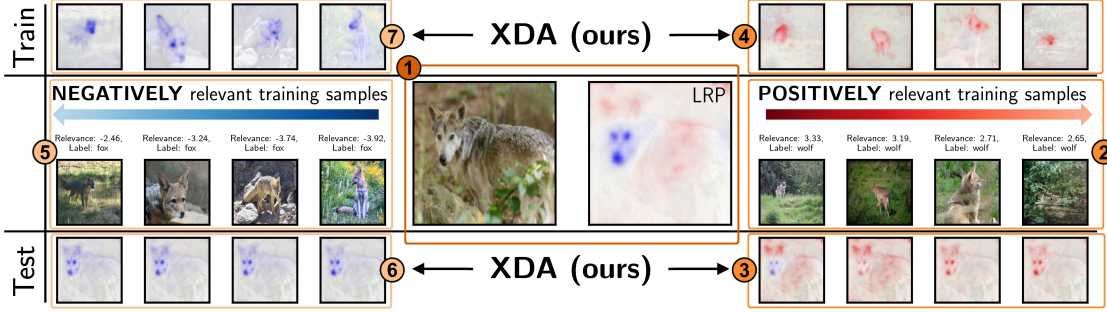 Train
7
XDA (ours)
4
1
NEGATIVELY relevant training samples
LRP
POSITIVELY relevant training samples
Relevance: -2.46,
Label: fox
Relevance: -3.24,
Label: fox
Relevance: -3.74,
Label: fox
Relevance: -3.92,
Label: fox
Relevance: 3.33,
Label: wolf
Relevance: 3.19,
Label: wolf
Relevance: 2.71,
Label: wolf
Relevance: 2.65,
Label: wolf
5
2
Test
6
XDA (ours)
3